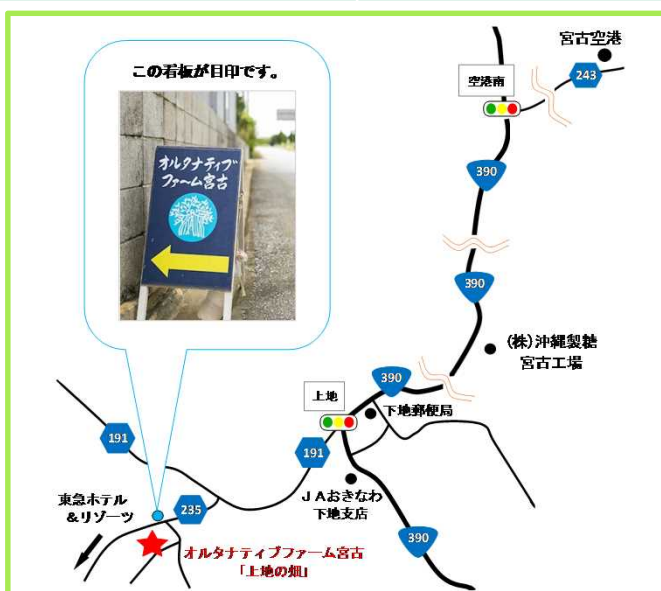 この看板が目印です。
オルタナティブ
ファーム宮古
宮古空港
空港南
243
390
390
(株)沖縄製糖
宮古工場
390
上地
下地郵便局
191
191
JAおきなわ
下地支店
東急ホテル
&リゾーツ
235
オルタナティブファーム宮古
「上地の畑」
390